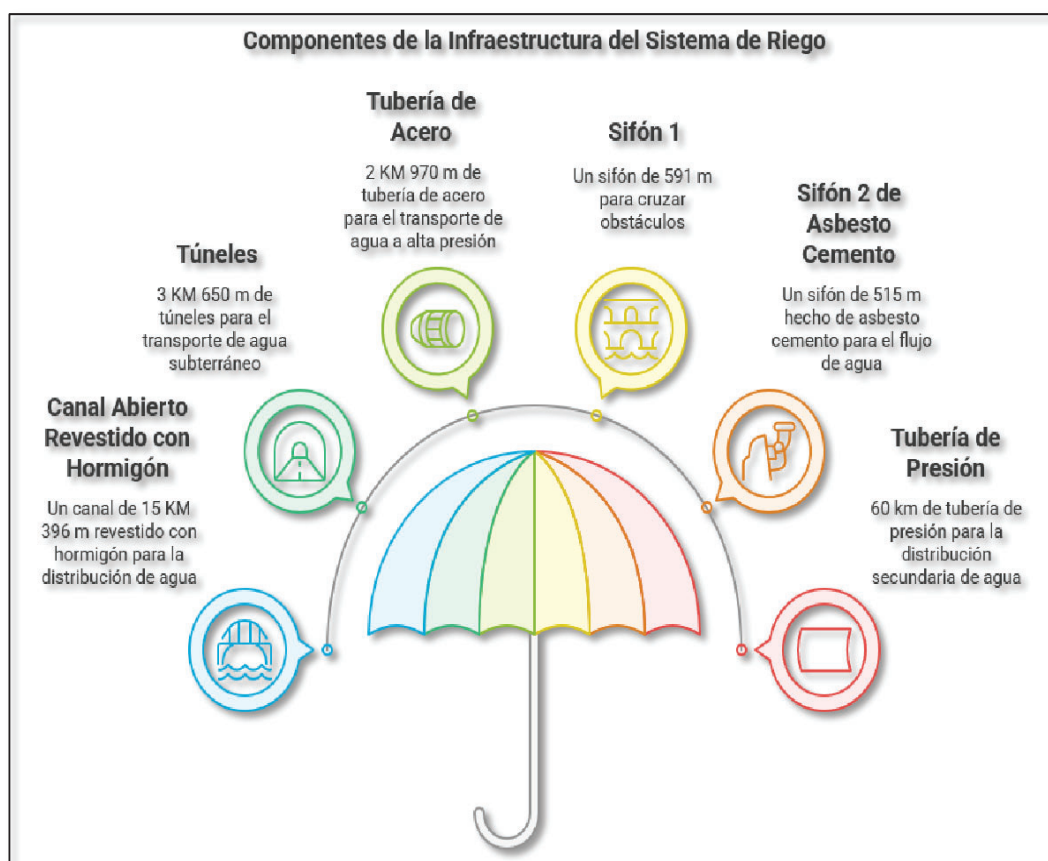 Componentes de la Infraestructura del Sistema de Riego
Tubería de
Acero
2 KM 970 m de
tubería de acero
para el transporte de
agua a alta presión
Sifón 1
Un sifón de 591 m
para cruzar
obstáculos
Sifón 2 de
Asbesto
Cemento
Un sifón de 515 m
hecho de asbesto
cemento para el flujo
de agua
Túneles
3 KM 650 m de
túneles para el
transporte de agua
subterráneo
Canal Abierto
Revestido con
Hormigón
Un canal de 15 KM
396 m revestido con
hormigón para la
distribución de agua
Tubería de
Presión
60 km de tubería de
presión para la
distribución
secundaria de agua